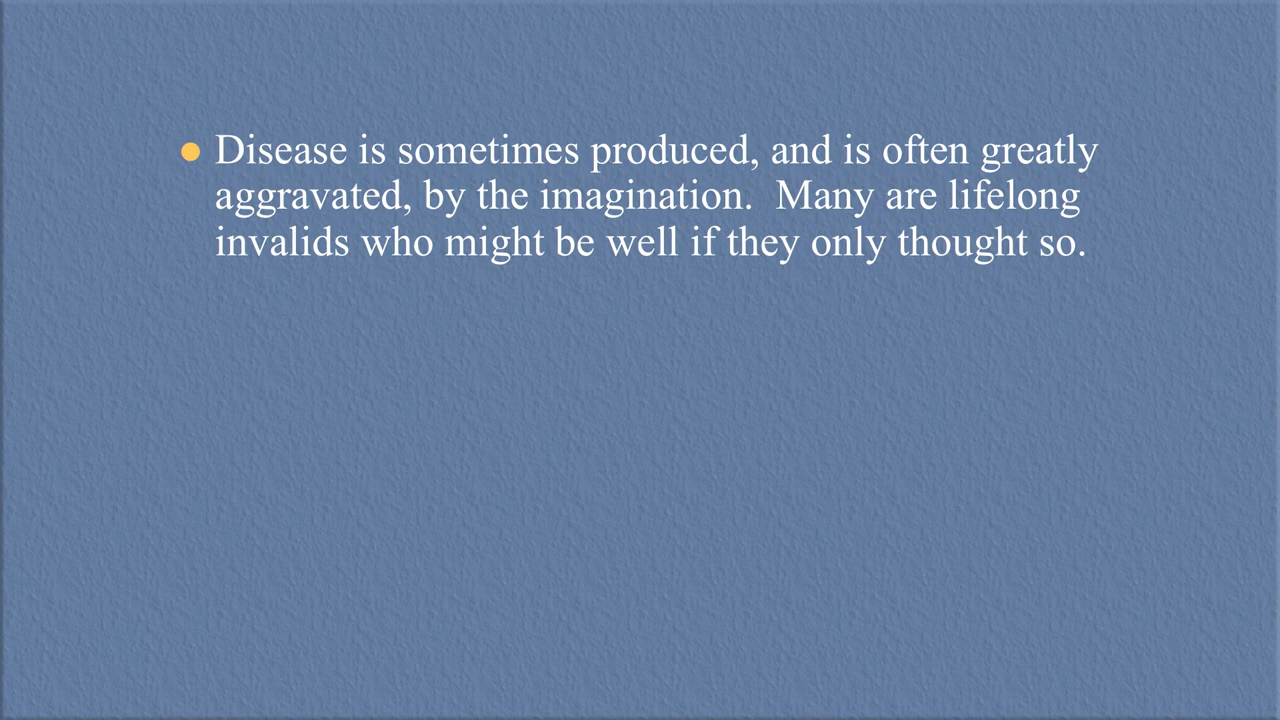 • Disease is sometimes produced, and is often greatly
aggravated, by the imagination.  Many are lifelong
invalids who might be well if they only thought so.